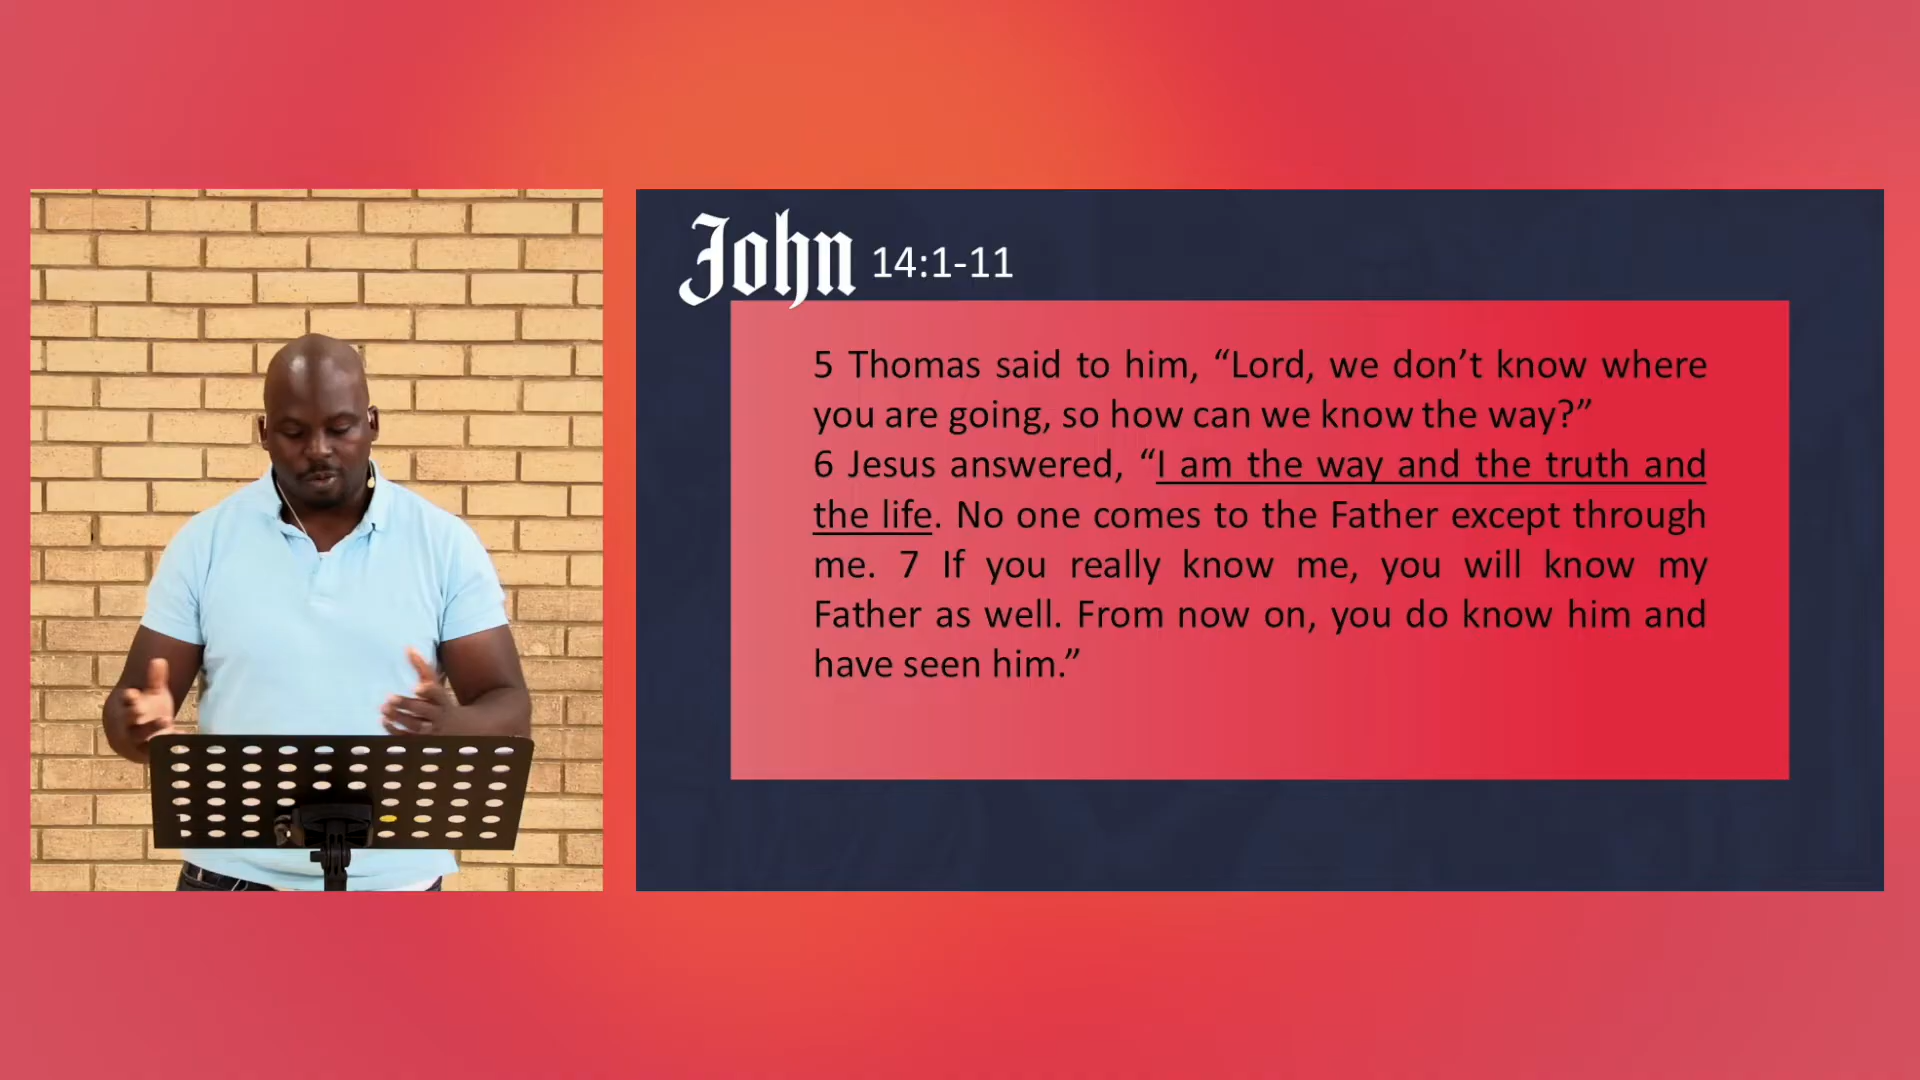 John 14:1-11
5 Thomas said to him, “Lord, we don’t know where
you are going, so how can we know the way?”
6 Jesus answered, “I am the way and the truth and
the life. No one comes to the Father except through
me. 7 If you really know me, you will know my
Father as well. From now on, you do know him and
have seen him.”